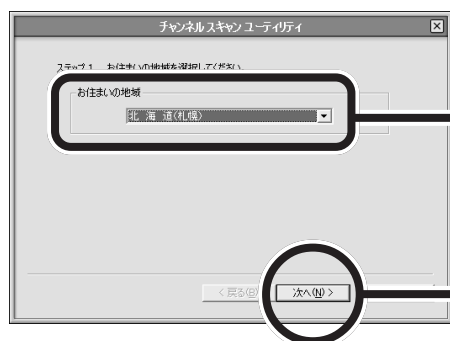 チャンネル スキャン ユーティリティ
ステップ 1 お住まいの地域を選択してください。
お住まいの地域
北 海 道(札幌)
< 戻る(B)
次へ(N) >